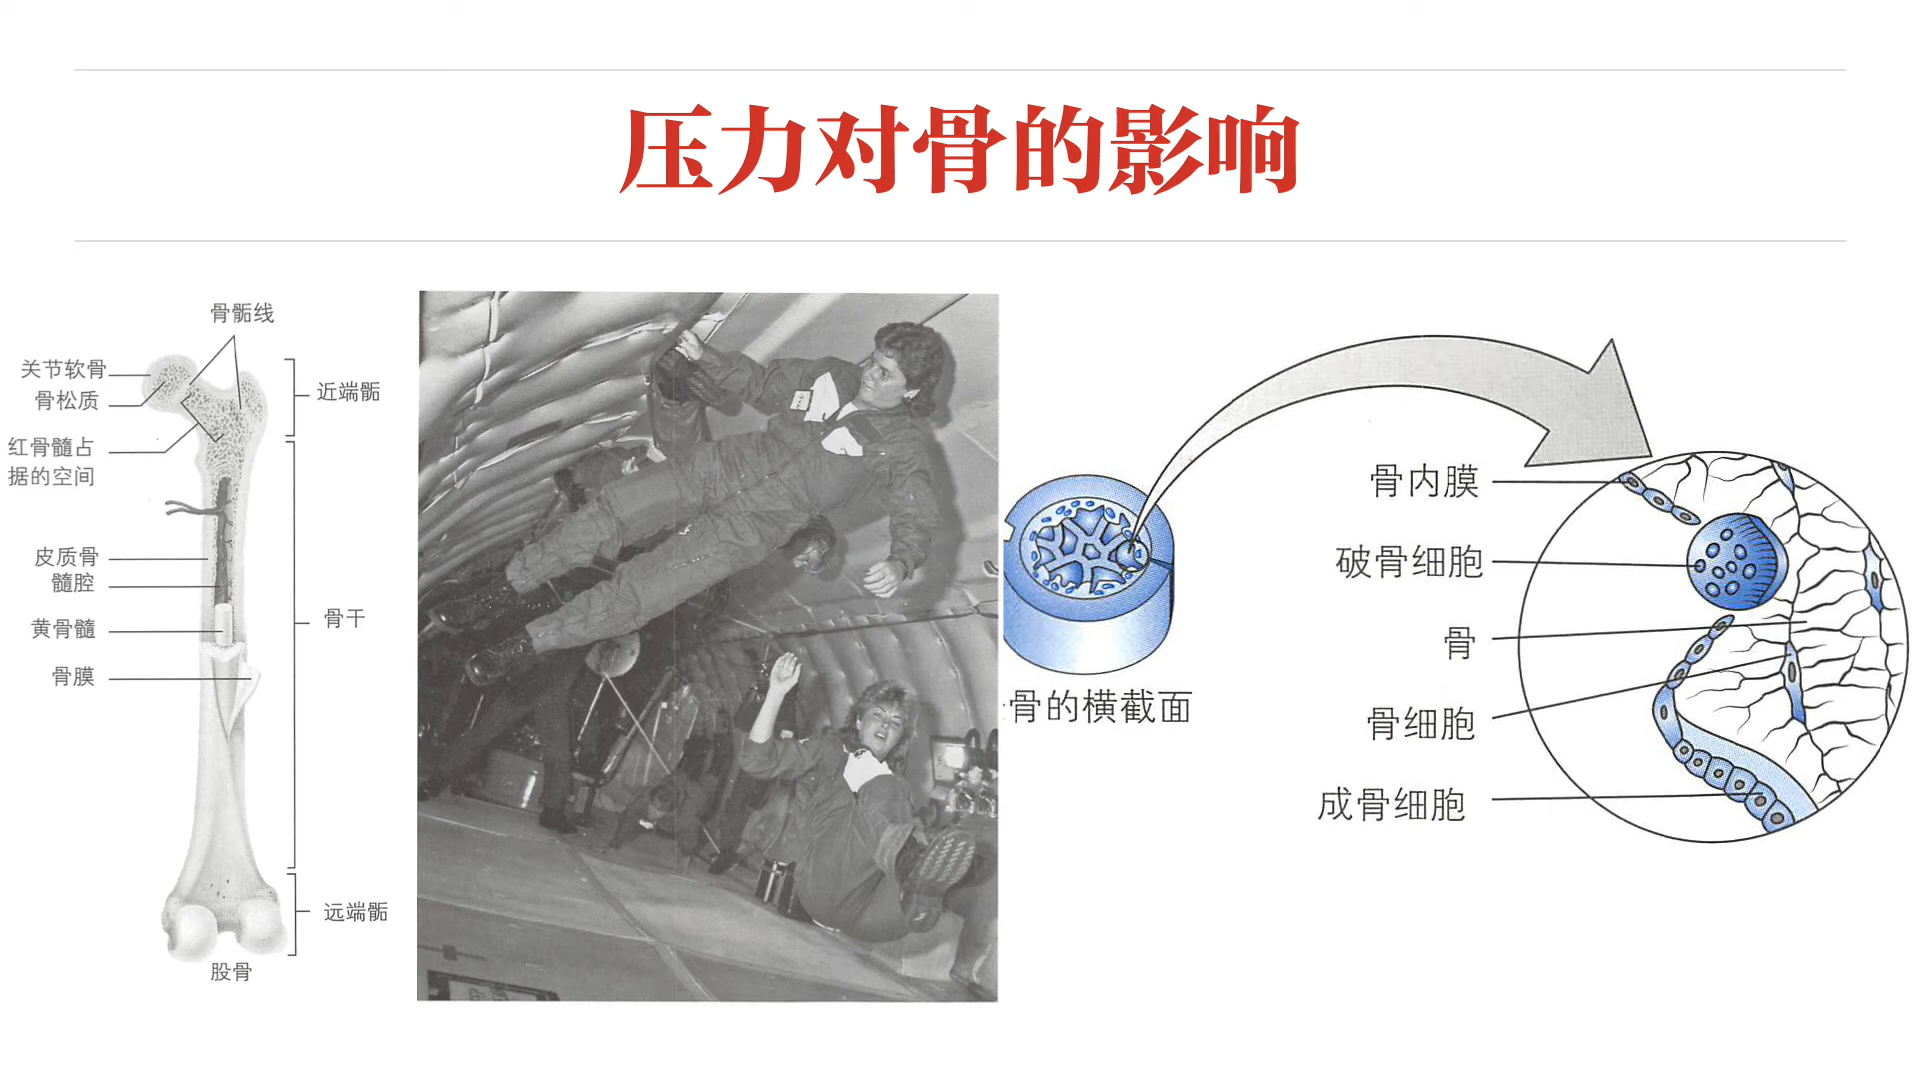 压力对骨的影响
骨骺线
关节软骨
骨松质
近端骺
红骨髓占
据的空间
皮质骨
髓腔
骨干
黄骨髓
骨膜
远端骺
股骨
骨的横截面
骨内膜
破骨细胞
骨
骨细胞
成骨细胞